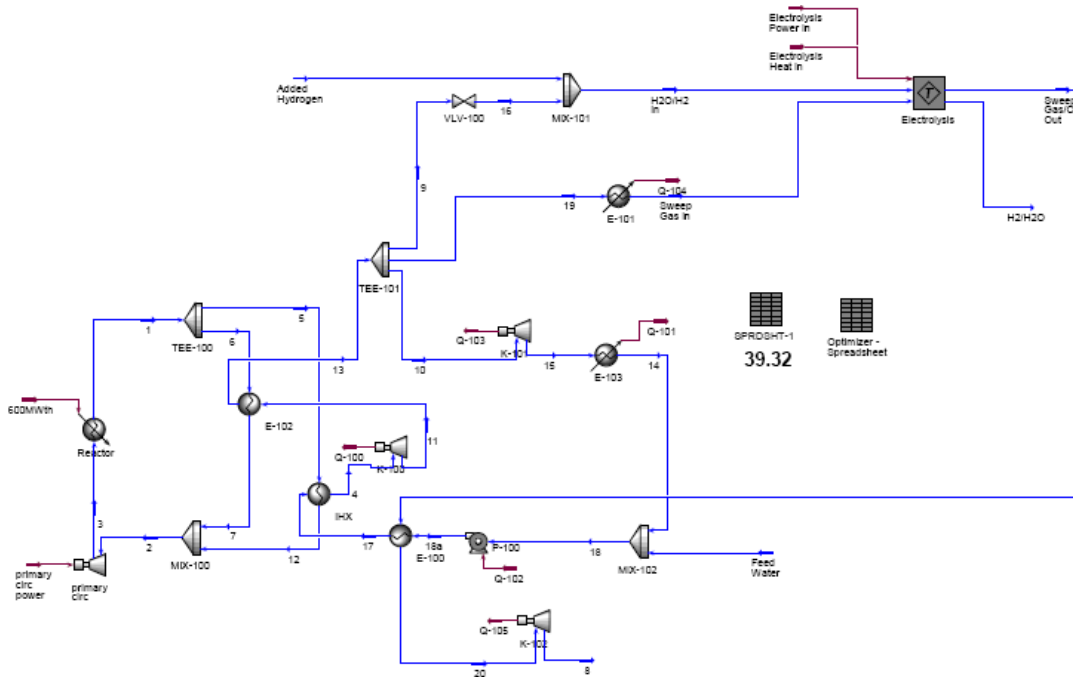 Electrolysis
Power In
Electrolysis
Heat In
Added
Hydrogen
VLV-100
16
MIX-101
H2O/H2
In
T
Electrolysis
Sweep
Out
9
19
E-101
Q-104
Sweep
Gas In
H2/H2O
TEE-101
1
5
TEE-100
6
13
10
Q-103
K-101
15
Q-101
E-103
14
SPRDSHT-1
39.32
Optimizer -
Spreadsheet
600MWth
Reactor
E-102
11
Q-100
K-100
4
IHX
3
7
2
12
MIX-100
17
E-100
18a
P-100
18
MIX-102
Feed
Water
primary
circ
power
primary
circ
Q-102
Q-105
K-102
20
8